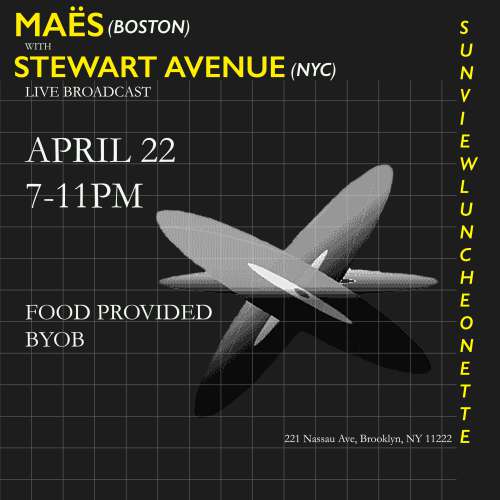 MAËS (BOSTON)
WITH
STEWART AVENUE (NYC)
LIVE BROADCAST
APRIL 22
7-11PM
FOOD PROVIDED
BYOB
221 Nassau Ave, Brooklyn, NY 11222
SUNVIEWLUNCHEONETTE